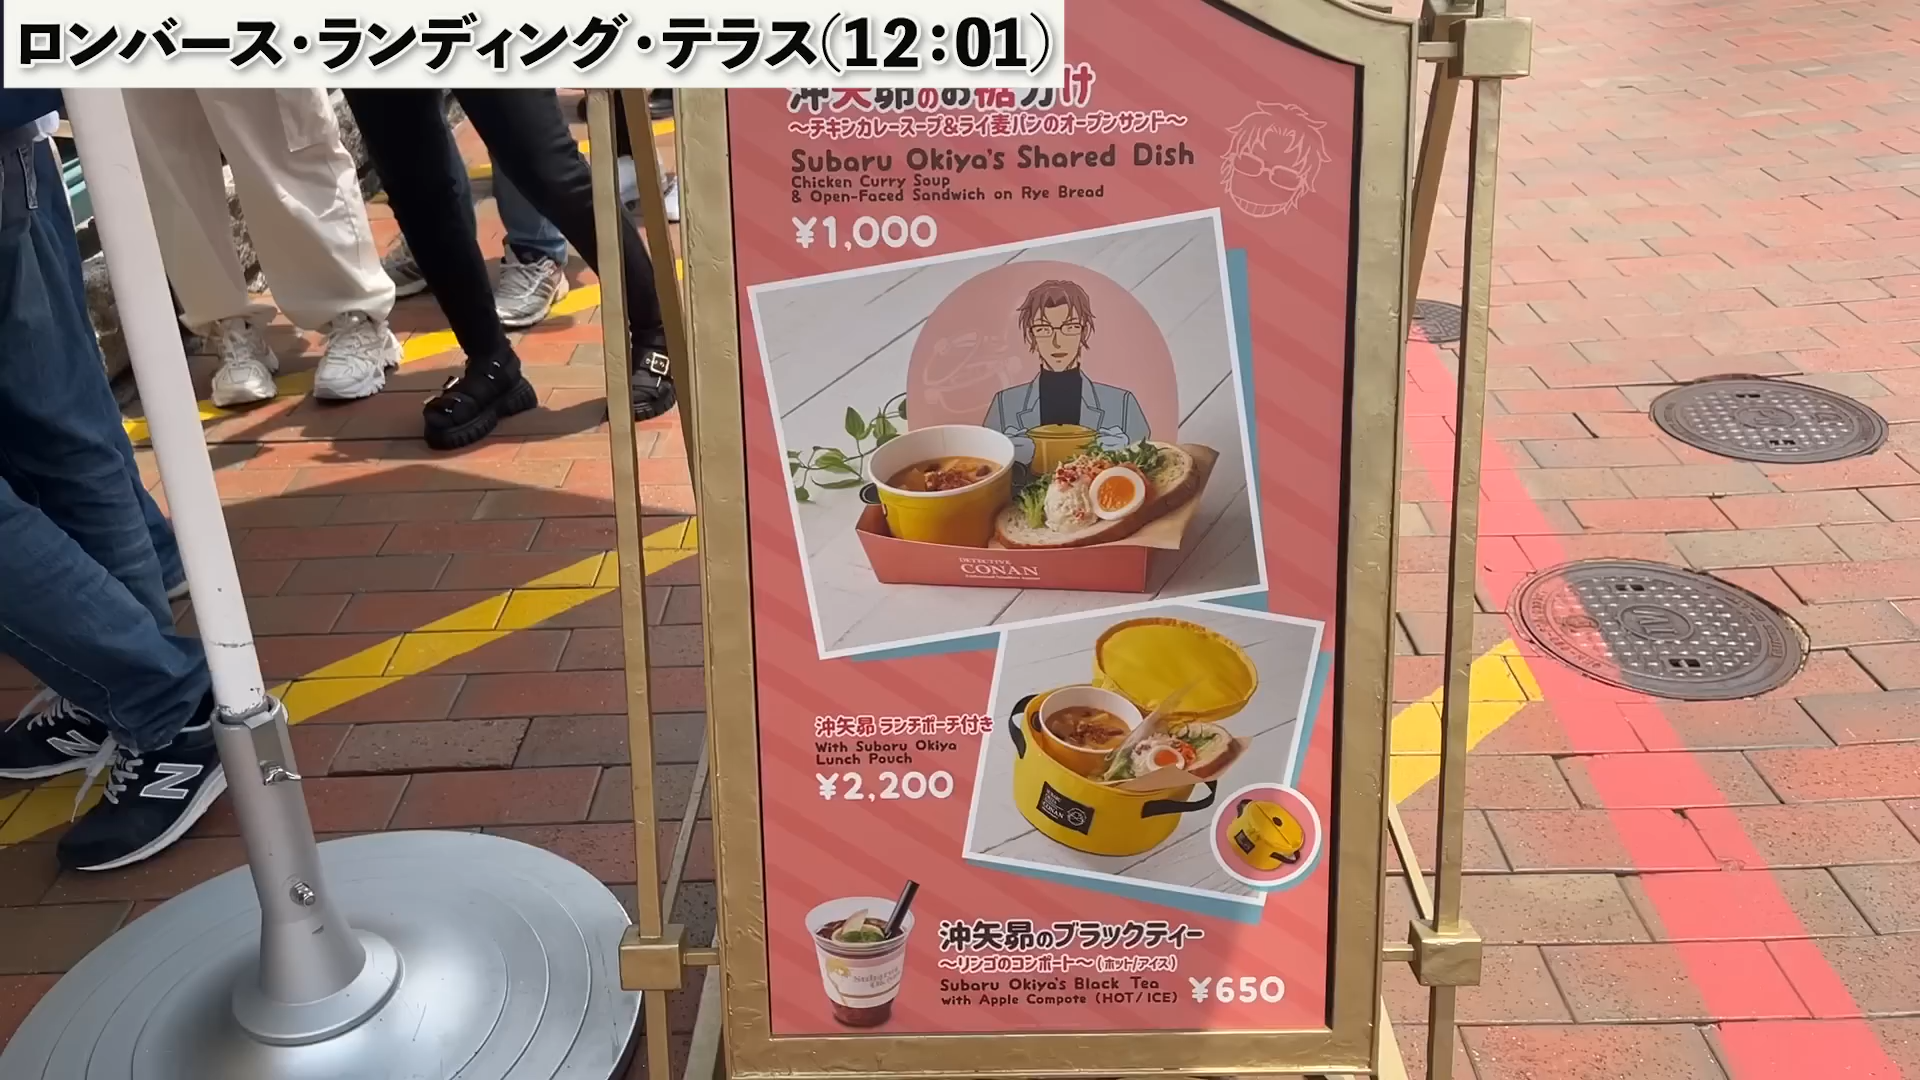 ロンバース・ランディング・テラス(12:01)
沖矢昴のお裾分け
～チキンカレースープ&ライ麦パンのオープンサンド～
Subaru Okiya's Shared Dish
Chicken Curry Soup
& Open-Faced Sandwich on Rye Bread
¥1,000
DETECTIVE
CONAN
沖矢昴 ランチポーチ付き
With Subaru Okiya
Lunch Pouch
¥2,200
CONAN
沖矢昴のブラックティー
～リンゴのコンポート～(ホット/アイス)
Subaru Okiya's Black Tea
with Apple Compote (HOT/ICE)
¥650
N
N